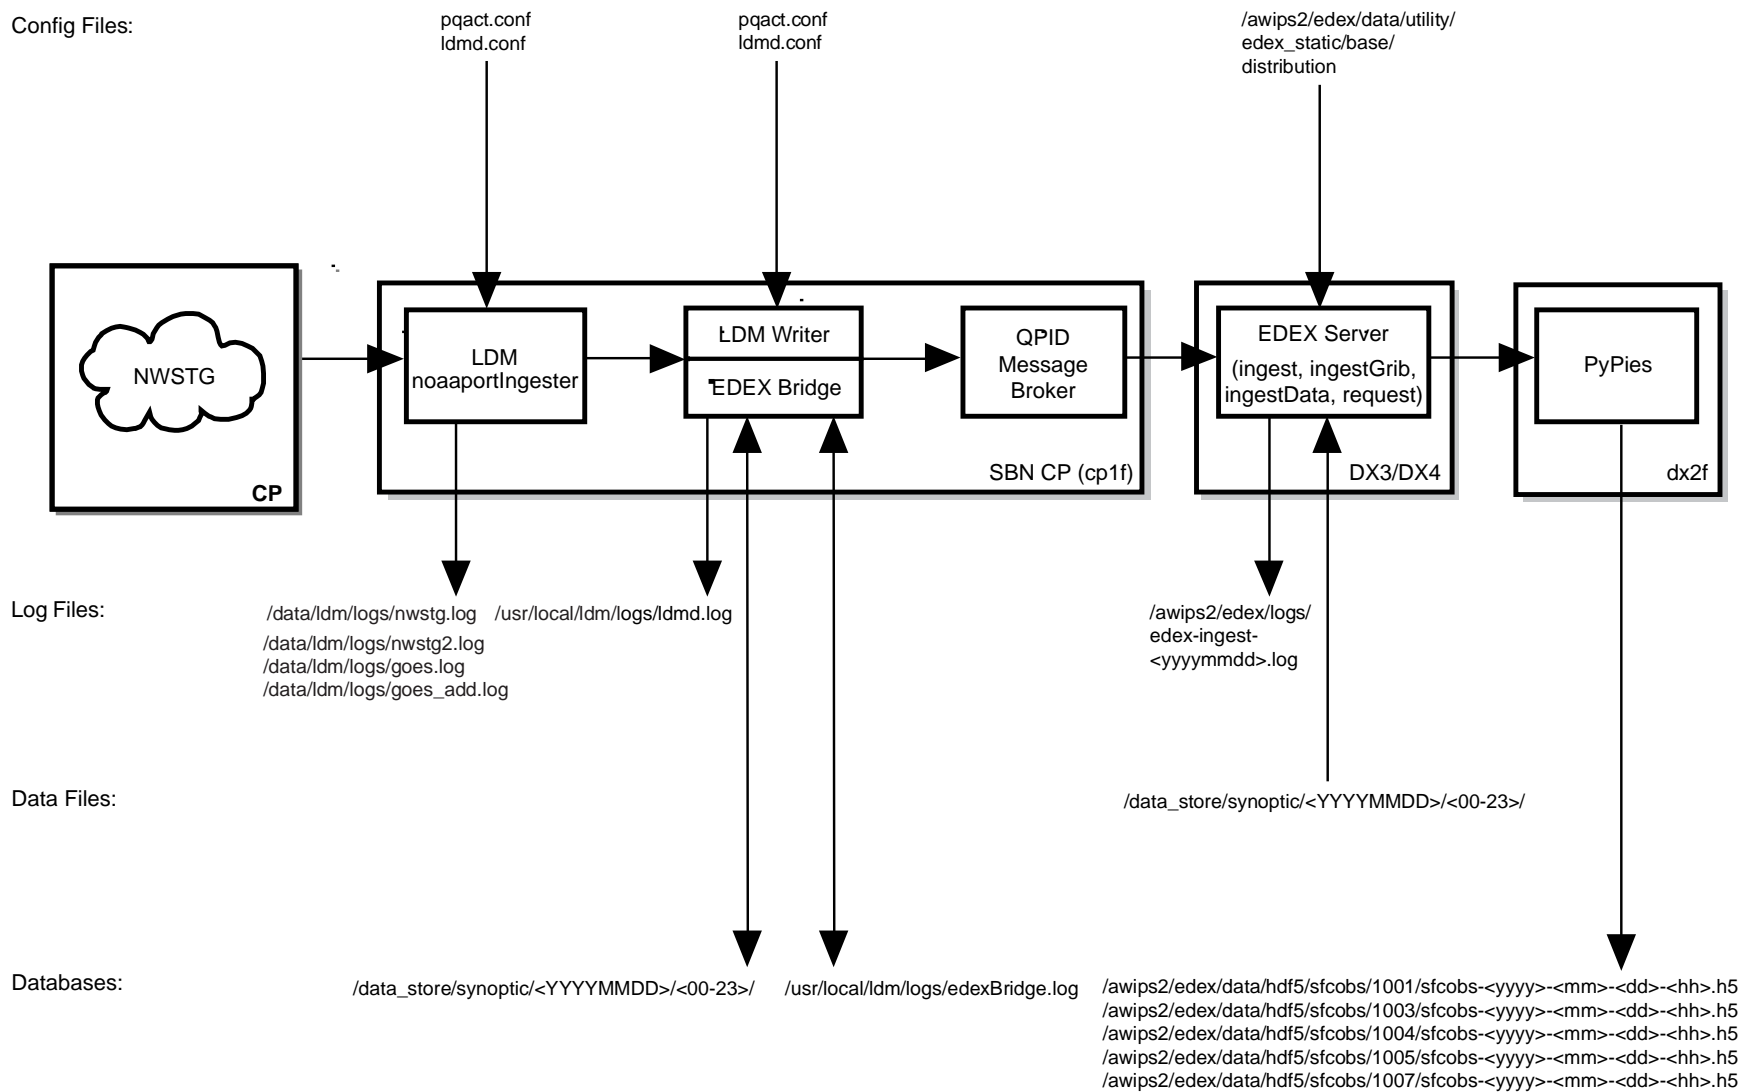 Config Files:
pqact.conf
ldmd.conf
pqact.conf
ldmd.conf
/awips2/edex/data/utility/
edex_static/base/
distribution
NWSTG
CP
LDM
noaaportIngester
LDM Writer
EDEX Bridge
QPID
Message
Broker
SBN CP (cp1f)
EDEX Server
(ingest, ingestGrib,
ingestData, request)
DX3/DX4
PyPies
dx2f
Log Files:
/data/ldm/logs/nwstg.log
/data/ldm/logs/nwstg2.log
/data/ldm/logs/goes.log
/data/ldm/logs/goes_add.log
/usr/local/ldm/logs/ldmd.log
/awips2/edex/logs/
edex-ingest-
<yyyymmdd>.log
Data Files:
/data_store/synoptic/<YYYYMMDD>/<00-23>/
Databases:
/data_store/synoptic/<YYYYMMDD>/<00-23>/
/usr/local/ldm/logs/edexBridge.log
/awips2/edex/data/hdf5/sfcobs/1001/sfcobs-<yyyy>-<mm>-<dd>-<hh>.h5
/awips2/edex/data/hdf5/sfcobs/1003/sfcobs-<yyyy>-<mm>-<dd>-<hh>.h5
/awips2/edex/data/hdf5/sfcobs/1004/sfcobs-<yyyy>-<mm>-<dd>-<hh>.h5
/awips2/edex/data/hdf5/sfcobs/1005/sfcobs-<yyyy>-<mm>-<dd>-<hh>.h5
/awips2/edex/data/hdf5/sfcobs/1007/sfcobs-<yyyy>-<mm>-<dd>-<hh>.h5